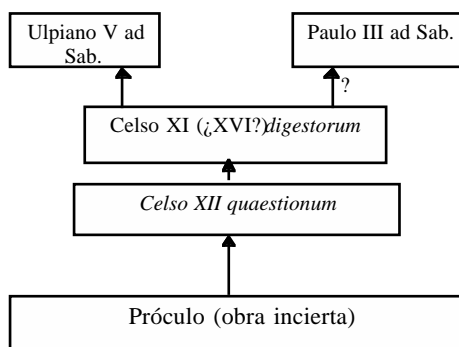 Ulpiano V ad
Sab.
Paulo III ad Sab.
?
Celso XI (¿XVI?)digestorum
Celso XII quaestionum
Próculo (obra incierta)